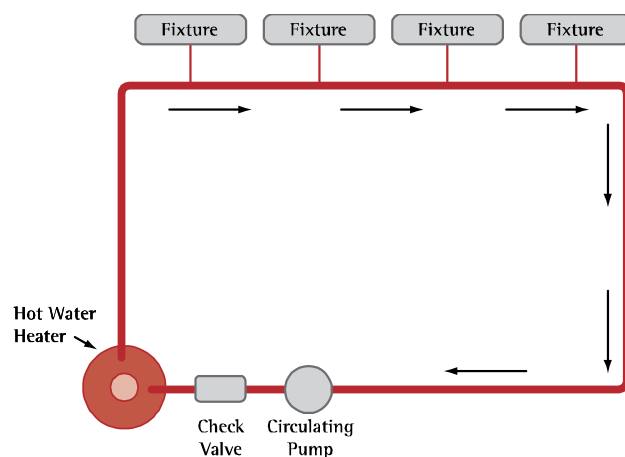 Fixture
Fixture
Fixture
Fixture
Hot Water
Heater
Check
Valve
Circulating
Pump